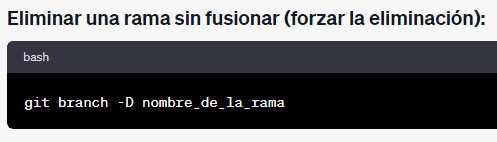 Eliminar una rama sin fusionar (forzar la eliminación):
bash
git branch -D nombre_de_la_rama